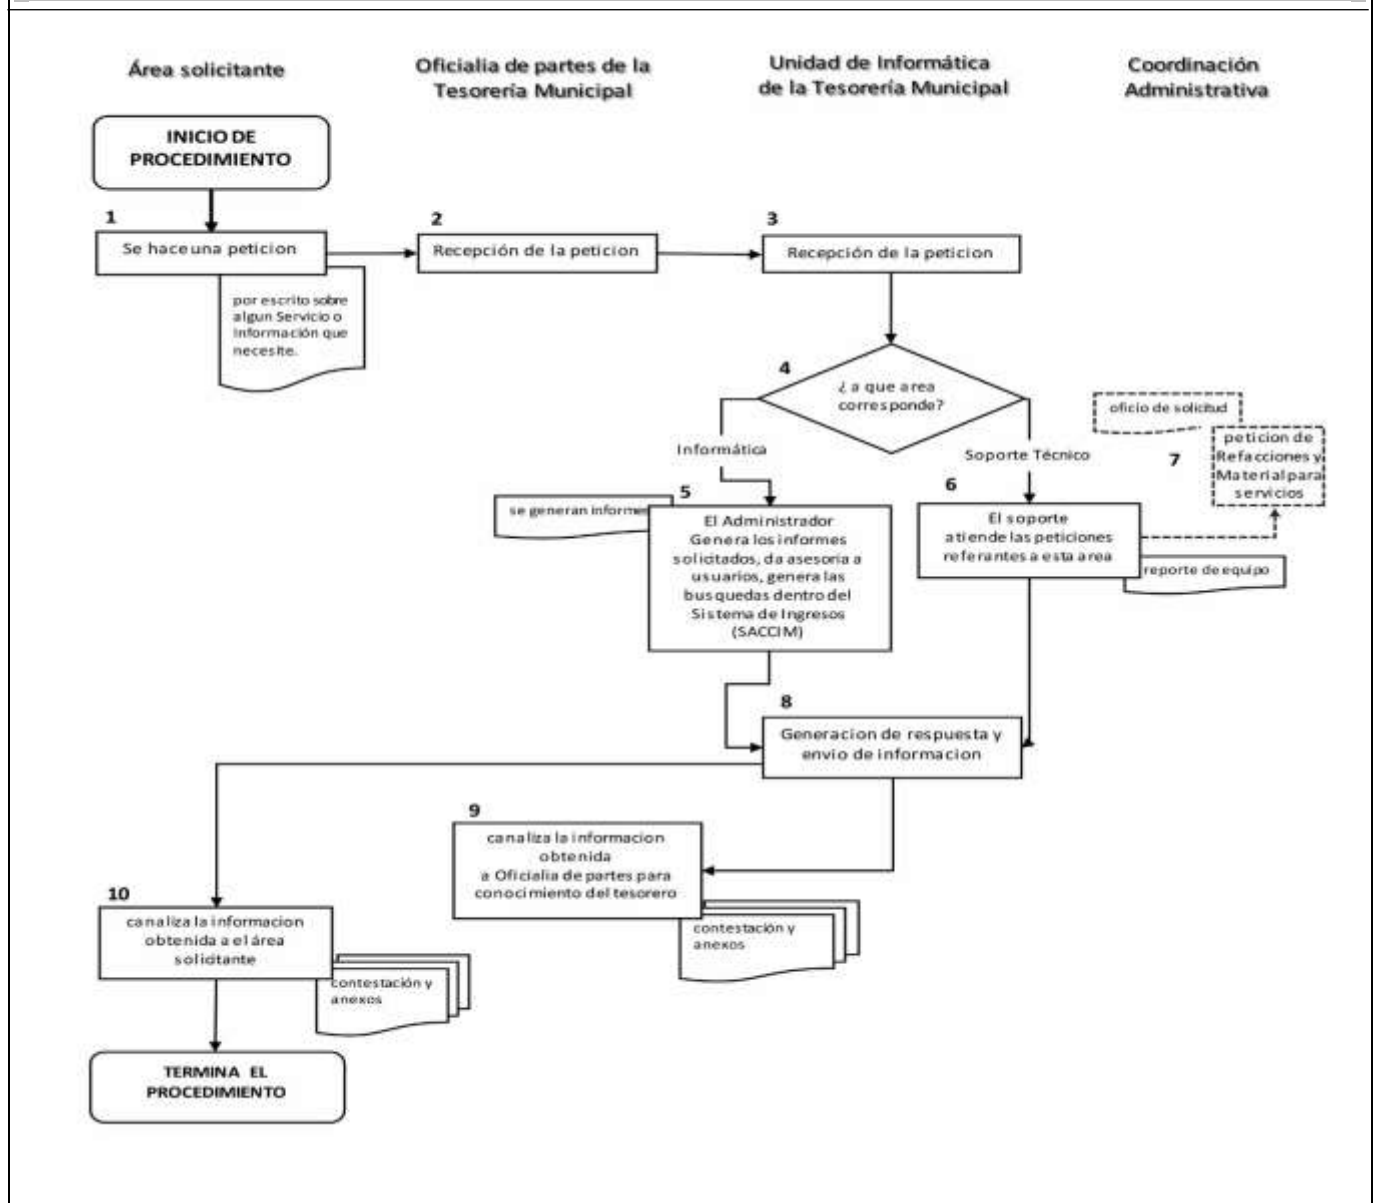 Área solicitante
Oficialia de partes de la
Tesorería Municipal
Unidad de Informática
de la Tesorería Municipal
Coordinación
Administrativa
INICIO DE
PROCEDIMIENTO
1
Se hace una peticion
por escrito sobre
algun Servicio o
Información que
necesite.
2
Recepción de la peticion
3
Recepción de la peticion
4
¿ a que area
corresponde?
Informática
Soporte Técnico
oficio de solicitud
7
peticion de
Refacciones y
Material para
servicios
5
se generan informes
El Administrador
Genera los informes
solicitados, da asesoria a
usuarios, genera las
busquedas dentro del
Sistema de Ingresos
(SACCIM)
6
El soporte
atiende las peticiones
referantes a esta area
reporte de equipo
8
Generacion de respuesta y
envio de informacion
9
canaliza la informacion
obtenida
a Oficialia de partes para
conocimiento del tesorero
contestación y
anexos
10
canaliza la informacion
obtenida a el área
solicitante
contestación y
anexos
TERMINA EL
PROCEDIMIENTO